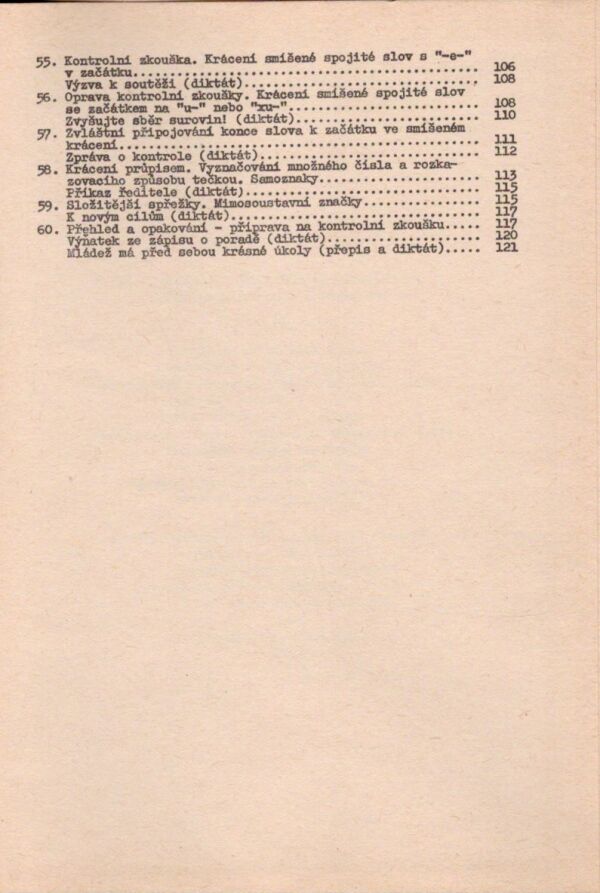 55. Kontrolní zkouška. Krácení smíšené spojité slov s "-e-"
v začátku.................................................. 106
Výzva k soutěži (diktát).................................. 108
56. Oprava kontrolní zkoušky. Krácení smíšené spojité slov
se začátkem na "u-" nebo "xu-"............................ 108
Zvyšujte sběr surovin! (diktát)........................... 110
57. Zvláštní připojování konce slova k začátku ve smíšeném
krácení.................................................... 111
Zpráva o kontrole (diktát)................................ 112
58. Krácení průpisem. Vyznačování množného čísla a rozka-
zovacího způsobu tečkou. Samoznaky........................ 113
Příkaz ředitele (diktát).................................. 115
59. Složitější spřežky. Mimosoustavní značky................. 115
K novým cílům (diktát).................................... 117
60. Přehled a opakování - příprava na kontrolní zkoušku..... 117
Výňatek ze zápisu o poradě (diktát)....................... 120
Mládež má před sebou krásné úkoly (přepis a diktát)..... 121